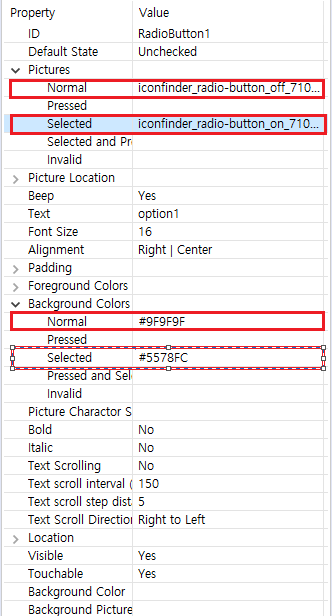 Property Value
ID RadioButton1
Default State Unchecked
Pictures
Normal iconfinder_radio-button_off_710...
Pressed
Selected iconfinder_radio-button_on_710...
Selected and Pr
Invalid
Picture Location
Beep Yes
Text option1
Font Size 16
Alignment Right | Center
Padding
Foreground Colors
Background Colors
Normal #9F9F9F
Pressed
Selected #5578FC
Pressed and Sel
Invalid
Picture Charactor S
Bold No
Italic No
Text Scrolling No
Text scroll interval ( 150
Text scroll step dist 5
Text Scroll Direction Right to Left
Location
Visible Yes
Touchable Yes
Background Color
Background Picture